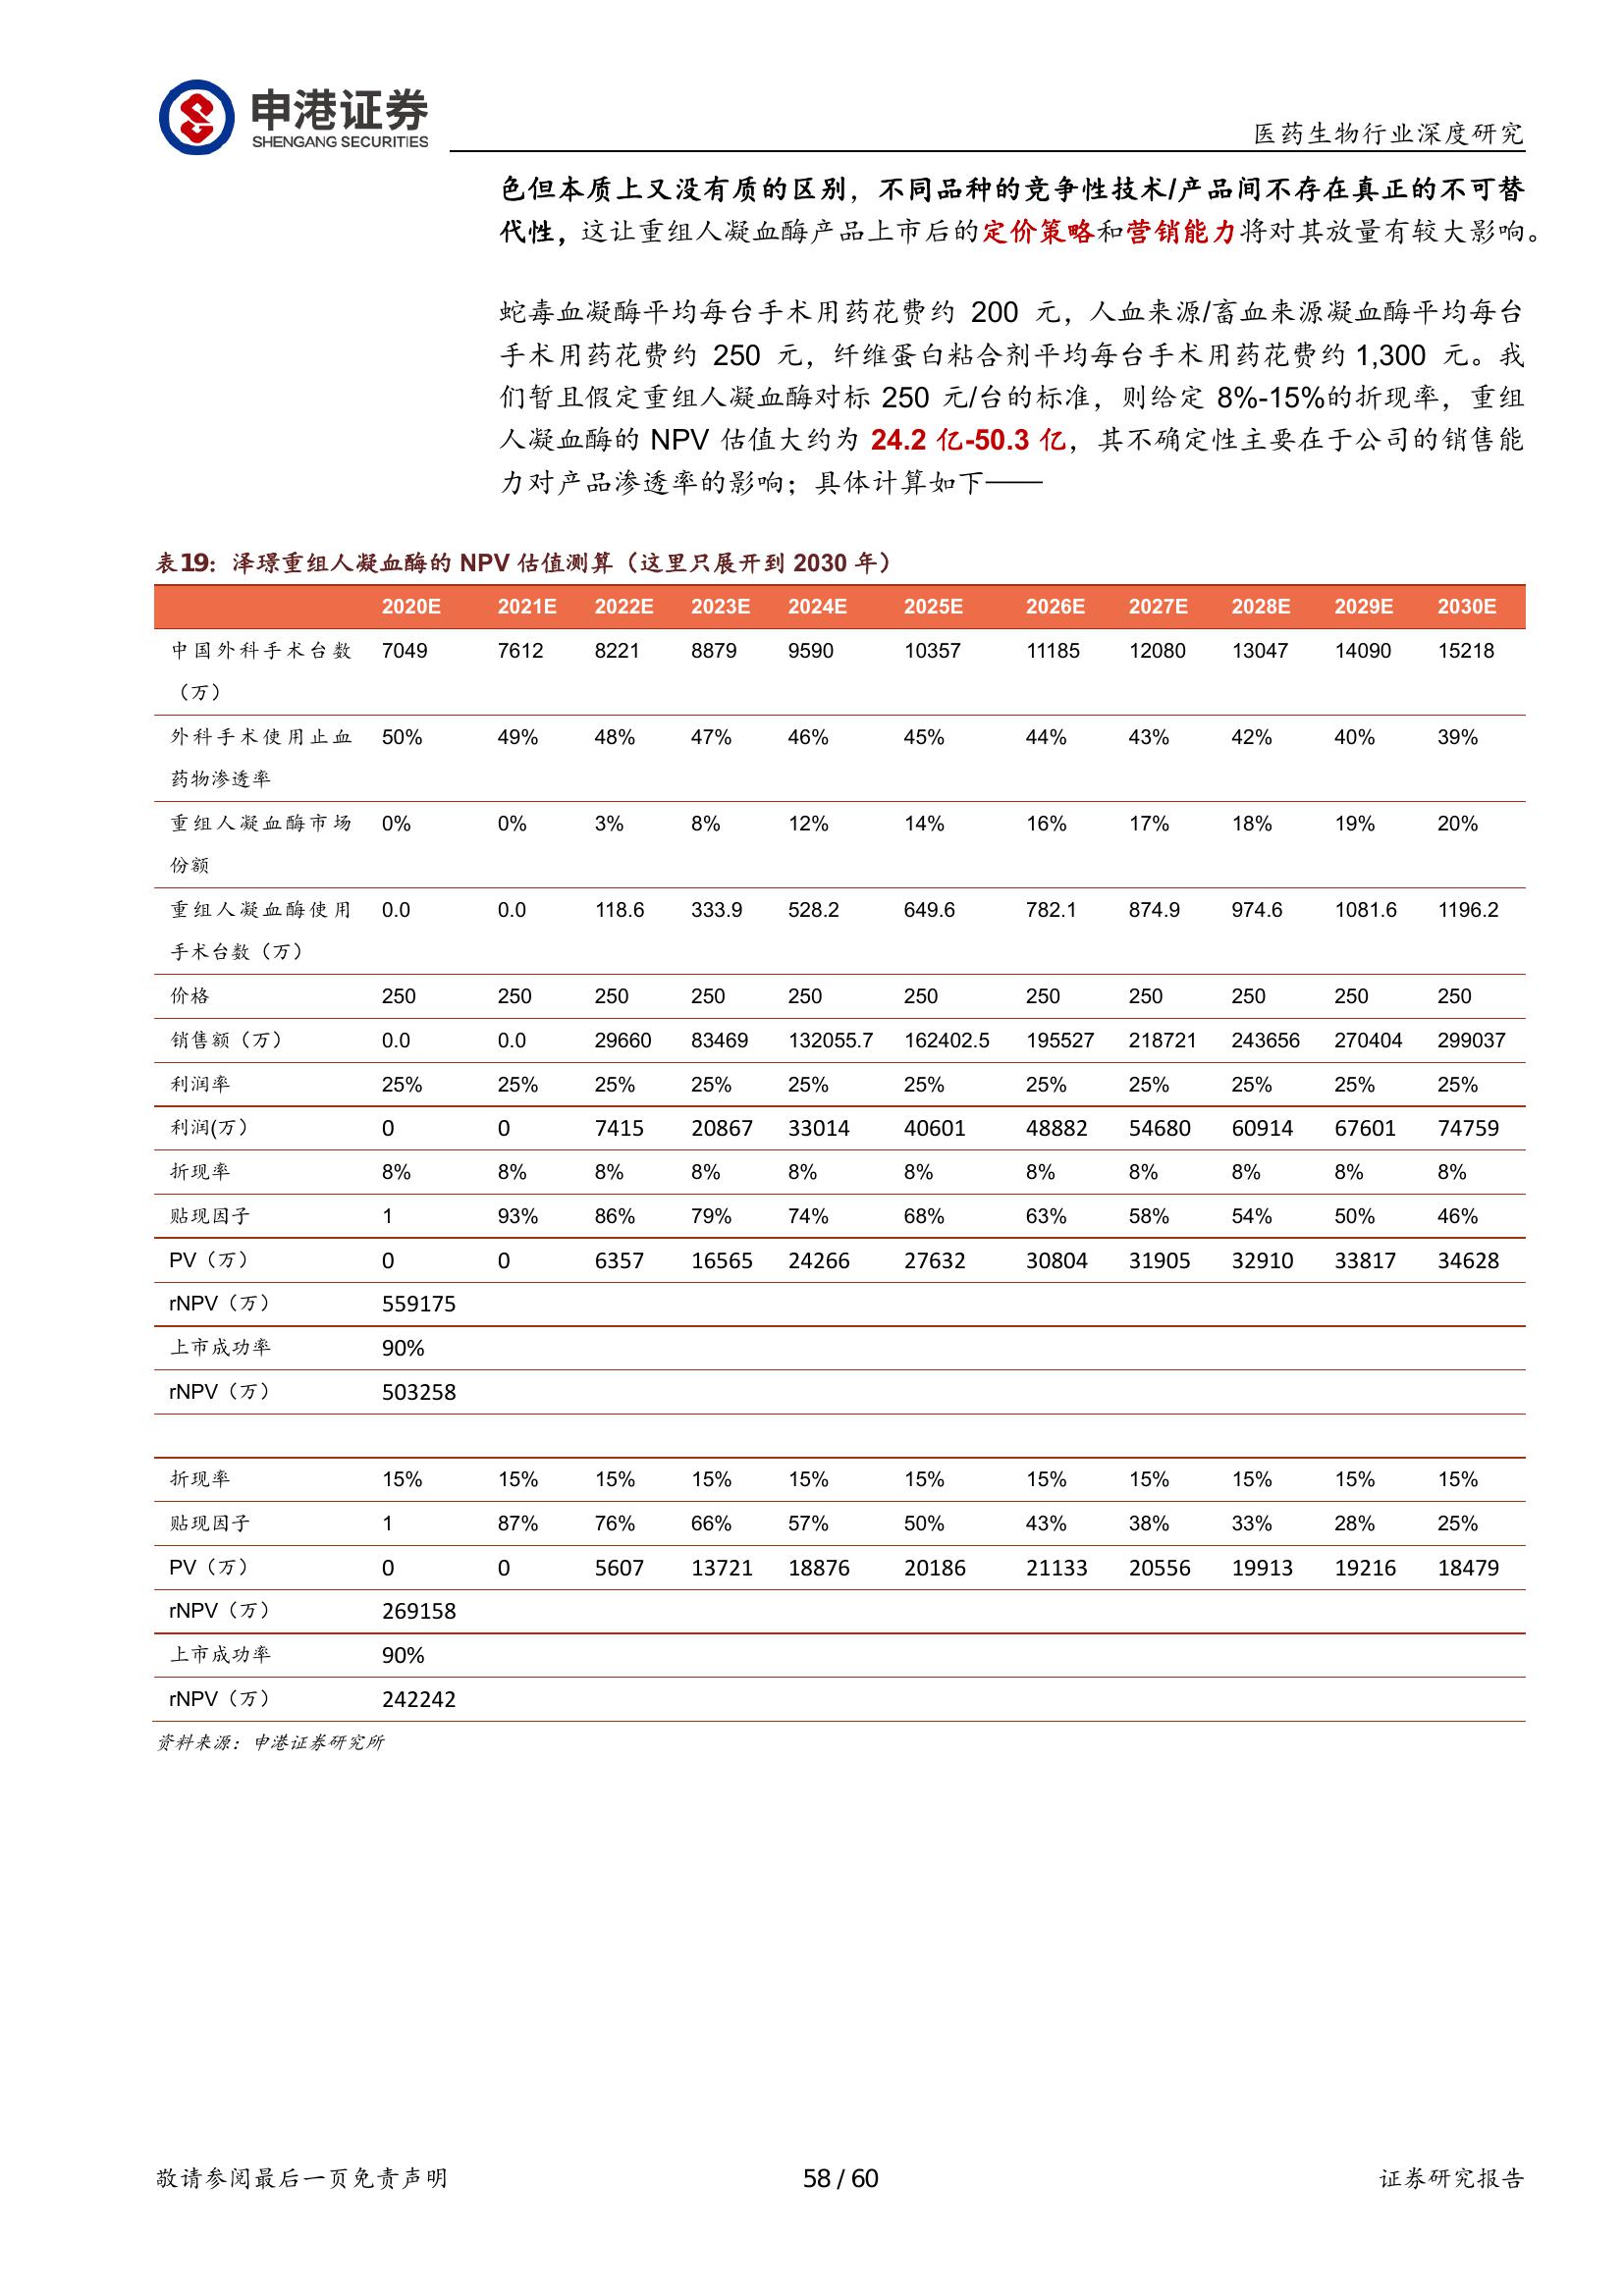 申港证券
SHENGANG SECURITIES
医药生物行业深度研究
色但本质上又没有质的区别，不同品种的竞争性技术/产品间不存在真正的不可替
代性，这让重组人凝血酶产品上市后的定价策略和营销能力将对其放量有较大影响。
蛇毒血凝酶平均每台手术用药花费约 200 元，人血来源/畜血来源凝血酶平均每台
手术用药花费约 250 元，纤维蛋白粘合剂平均每台手术用药花费约 1,300 元。我
们暂且假定重组人凝血酶对标 250 元/台的标准，则给定 8%-15%的折现率，重组
人凝血酶的 NPV 估值大约为 24.2 亿-50.3 亿，其不确定性主要在于公司的销售能
力对产品渗透率的影响；具体计算如下——
表19：泽璟重组人凝血酶的 NPV 估值测算（这里只展开到 2030 年）
2020E 2021E 2022E 2023E 2024E 2025E 2026E 2027E 2028E 2029E 2030E
中国外科手术台数 7049 7612 8221 8879 9590 10357 11185 12080 13047 14090 15218
（万）
外科手术使用止血 50% 49% 48% 47% 46% 45% 44% 43% 42% 40% 39%
药物渗透率
重组人凝血酶市场 0% 0% 3% 8% 12% 14% 16% 17% 18% 19% 20%
份额
重组人凝血酶使用 0.0 0.0 118.6 333.9 528.2 649.6 782.1 874.9 974.6 1081.6 1196.2
手术台数（万）
价格 250 250 250 250 250 250 250 250 250 250 250
销售额（万） 0.0 0.0 29660 83469 132055.7 162402.5 195527 218721 243656 270404 299037
利润率 25% 25% 25% 25% 25% 25% 25% 25% 25% 25% 25%
利润(万） 0 0 7415 20867 33014 40601 48882 54680 60914 67601 74759
折现率 8% 8% 8% 8% 8% 8% 8% 8% 8% 8% 8%
贴现因子 1 93% 86% 79% 74% 68% 63% 58% 54% 50% 46%
PV（万） 0 0 6357 16565 24266 27632 30804 31905 32910 33817 34628
rNPV（万） 559175
上市成功率 90%
rNPV（万） 503258
折现率 15% 15% 15% 15% 15% 15% 15% 15% 15% 15% 15%
贴现因子 1 87% 76% 66% 57% 50% 43% 38% 33% 28% 25%
PV（万） 0 0 5607 13721 18876 20186 21133 20556 19913 19216 18479
rNPV（万） 269158
上市成功率 90%
rNPV（万） 242242
资料来源：申港证券研究所
敬请参阅最后一页免责声明
58 / 60
证券研究报告